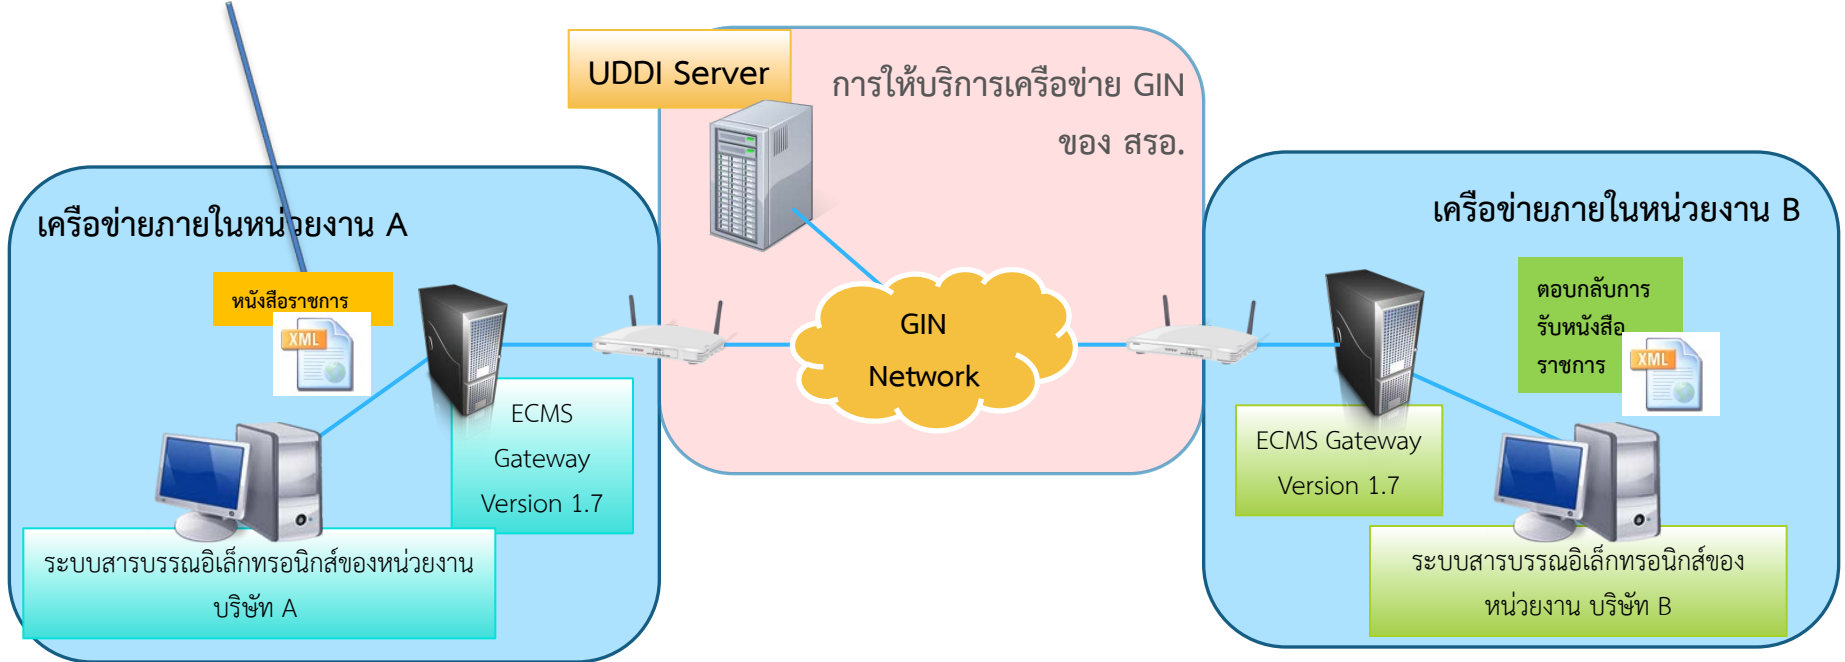 UDDI Server
การให้บริการเครือข่าย GIN
ของ สรอ.
เครือข่ายภายในหน่วยงาน A
หนังสือราชการ
XML
ECMS
Gateway
Version 1.7
ระบบสารบรรณอิเล็กทรอนิกส์ของหน่วยงาน
บริษัท A
GIN
Network
เครือข่ายภายในหน่วยงาน B
ตอบกลับการ
รับหนังสือ
ราชการ
XML
ECMS Gateway
Version 1.7
ระบบสารบรรณอิเล็กทรอนิกส์ของ
หน่วยงาน บริษัท B